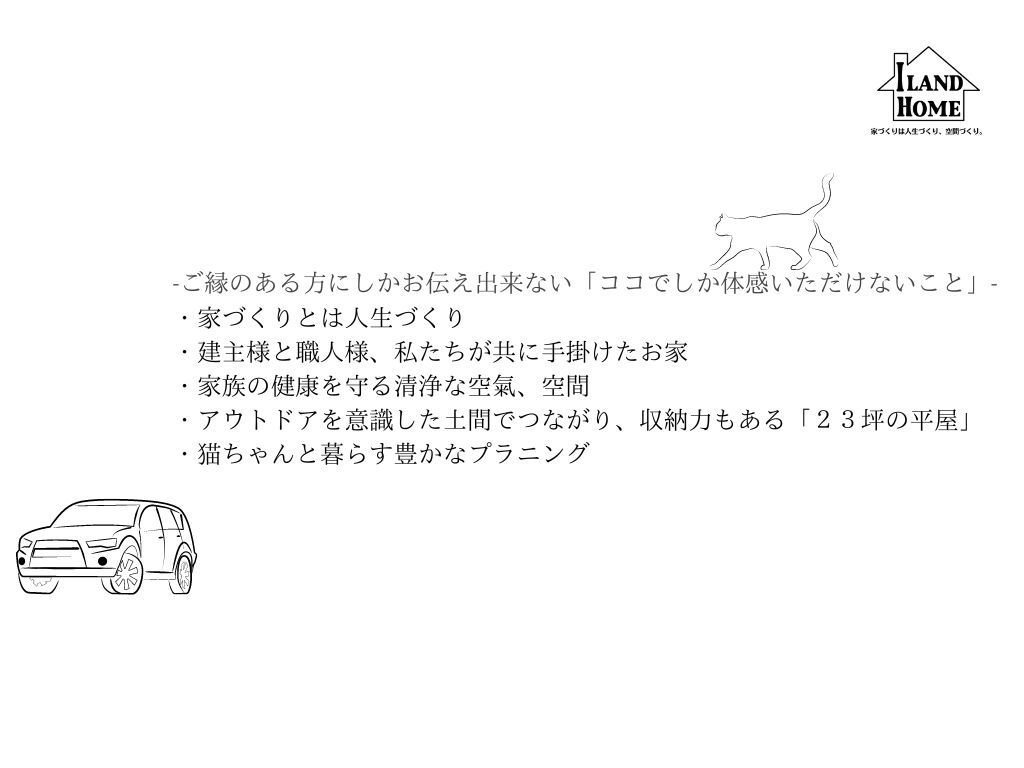 ILAND
HOME
家づくりは人生づくり、空間づくり。
-ご縁のある方にしかお伝え出来ない「ココでしか体感いただけないこと」-
・家づくりとは人生づくり
・建主様と職人様、私たちが共に手掛けたお家
・家族の健康を守る清浄な空氣、空間
・アウトドアを意識した土間でつながり、収納力もある「２３坪の平屋」
・猫ちゃんと暮らす豊かなプラニング